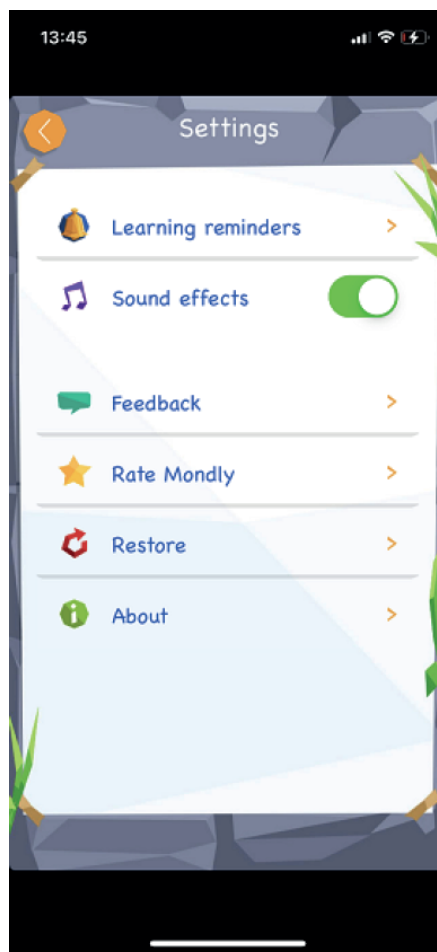 13:45
Settings
Learning reminders
Sound effects
Feedback
Rate Mondly
Restore
About